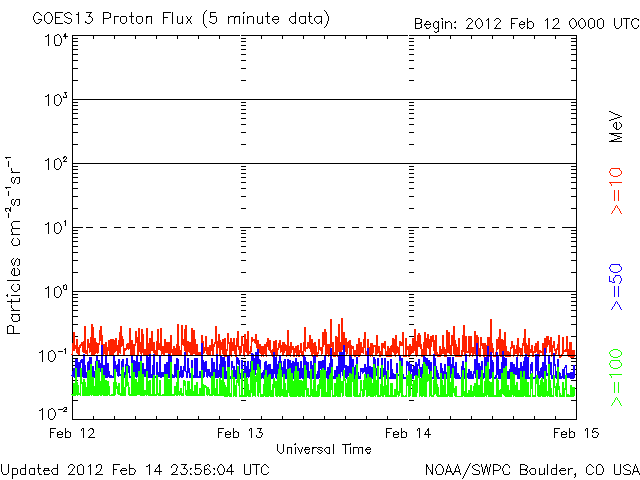 GOES13 Proton Flux (5 minute data)
Begin: 2012 Feb 12 0000 UTC
10⁴
10³
10²
10¹
10⁰
10⁻¹
10⁻²
Particles cm⁻²s⁻¹sr⁻¹
MeV
>=10
>=50
>=100
Feb 12
Feb 13
Feb 14
Feb 15
Universal Time
Updated 2012 Feb 14 23:56:04 UTC
NOAA/SWPC Boulder, CO USA